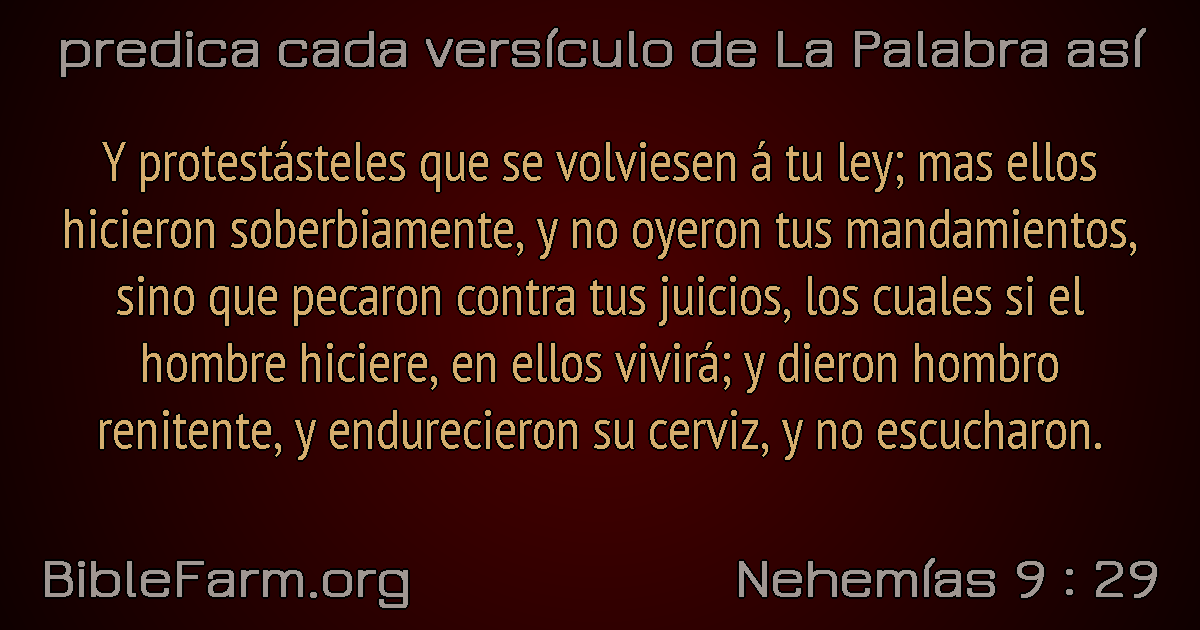 predica cada versículo de La Palabra así
Y protestásteles que se volviesen á tu ley; mas ellos
hicieron soberbiamente, y no oyeron tus mandamientos,
sino que pecaron contra tus juicios, los cuales si el
hombre hiciere, en ellos vivirá; y dieron hombro
renitente, y endurecieron su cerviz, y no escucharon.
BibleFarm.org
Nehemías 9 : 29